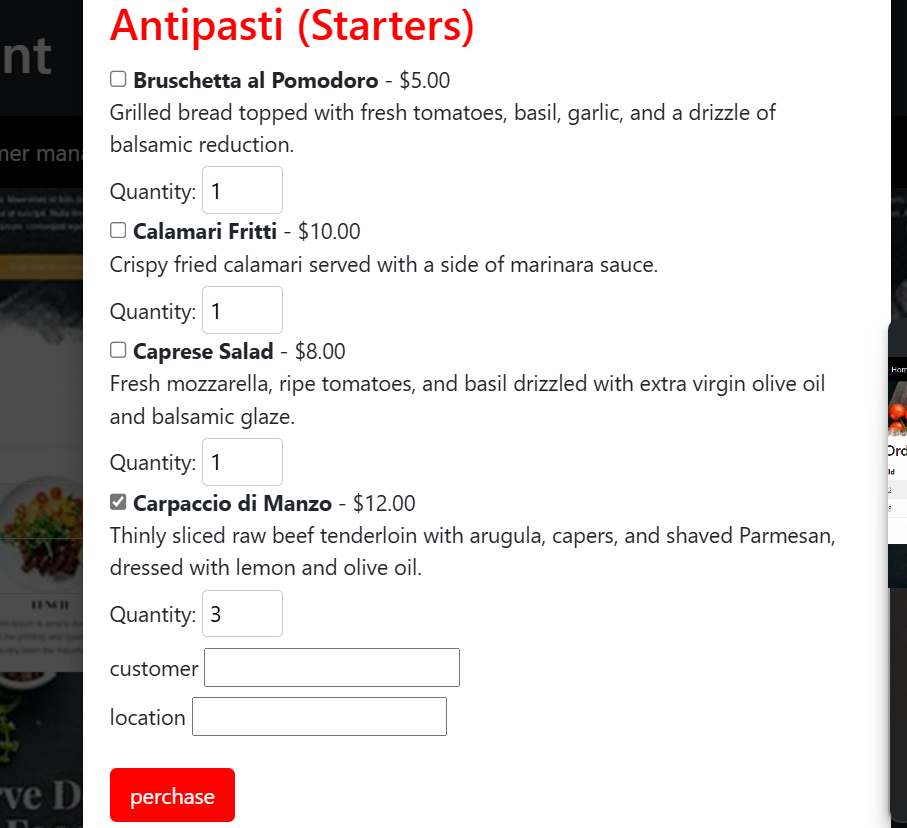 Antipasti (Starters)
nt
Bruschetta al Pomodoro - $5.00
Grilled bread topped with fresh tomatoes, basil, garlic, and a drizzle of
balsamic reduction.
Quantity: 1
Calamari Fritti - $10.00
Crispy fried calamari served with a side of marinara sauce.
Quantity: 1
Caprese Salad - $8.00
Fresh mozzarella, ripe tomatoes, and basil drizzled with extra virgin olive oil
and balsamic glaze.
Quantity: 1
Carpaccio di Manzo - $12.00
Thinly sliced raw beef tenderloin with arugula, capers, and shaved Parmesan,
dressed with lemon and olive oil.
Quantity: 3
customer
location
perchase
mer mana
LUNCH
ve D
Hom
Ord